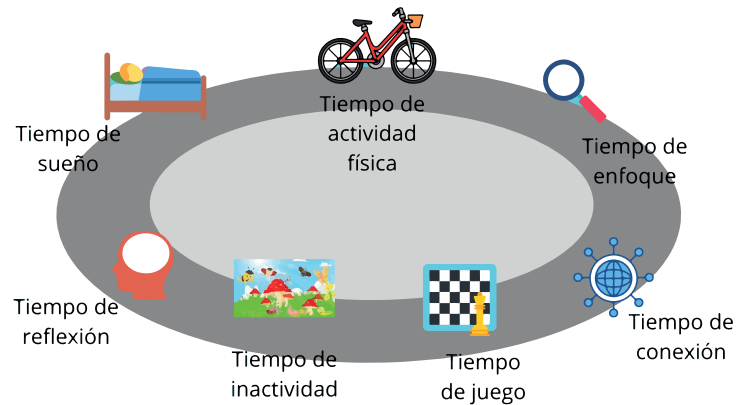 Tiempo de
sueño
Tiempo de
actividad
física
Tiempo de
enfoque
Tiempo de
reflexión
Tiempo de
inactividad
Tiempo
de juego
Tiempo de
conexión